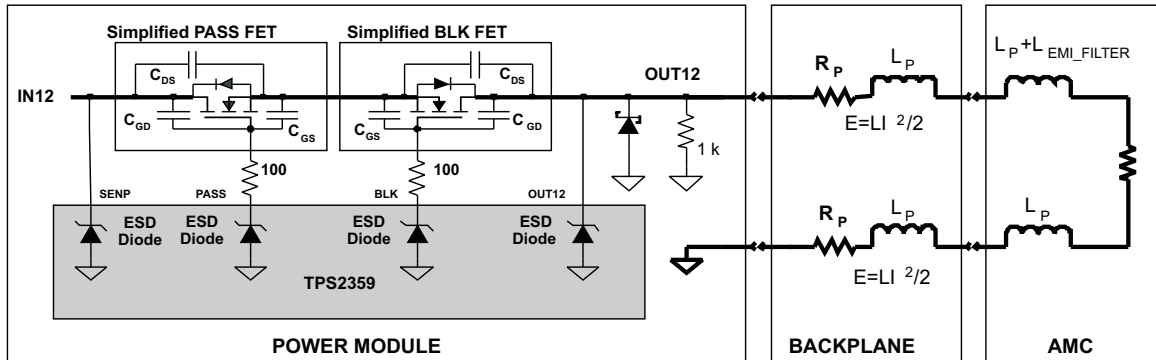 Simplified PASS FET
Simplified BLK FET
C DS
C DS
IN12
OUT12
C GD
C GS
C GS
C GD
100
100
1 k
SENP
PASS
BLK
OUT12
ESD
Diode
ESD
Diode
ESD
Diode
ESD
Diode
TPS2359
POWER MODULE
R P
L P
E=LI 2/2
R P
L P
E=LI 2/2
BACKPLANE
L P+L EMI_FILTER
L P
AMC